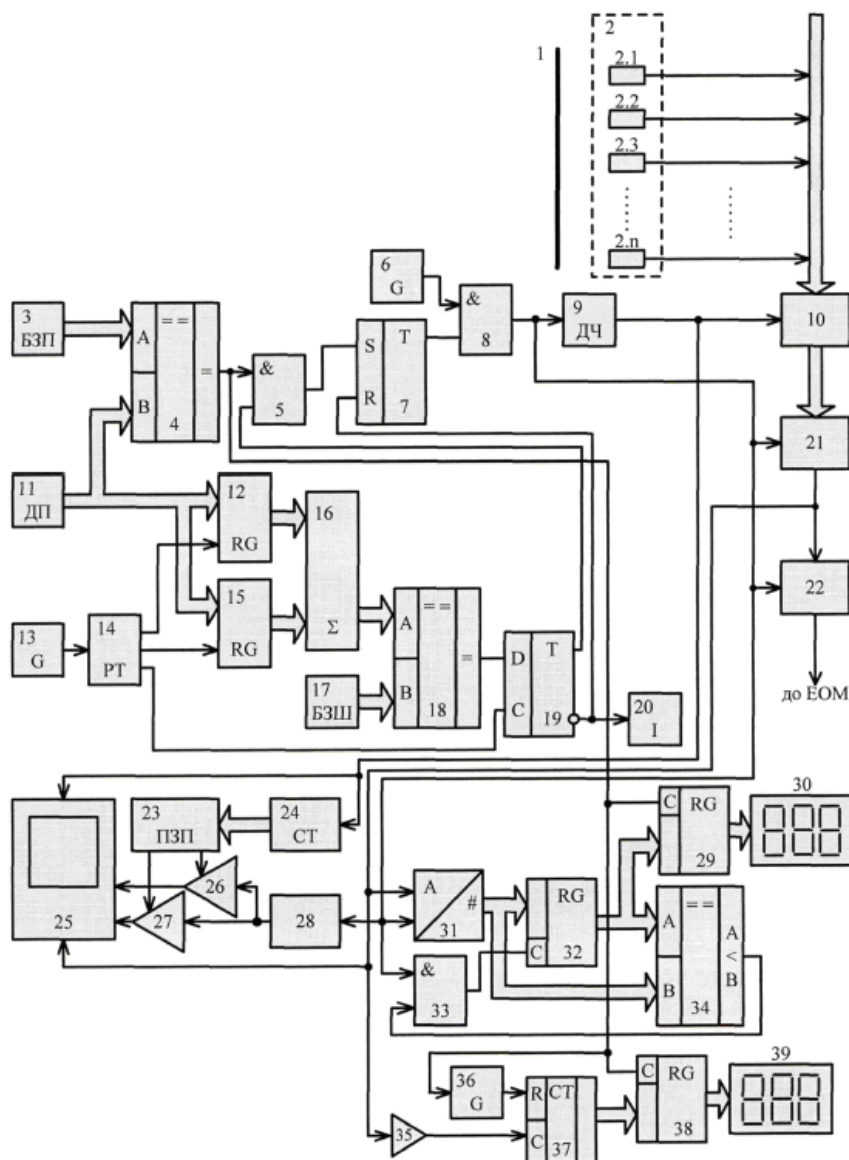 1
2
2.1
2.2
2.3
2.n
3
БЗП
A
B
==
=
4
&
5
6
G
S
R
T
7
&
8
9
ДЧ
10
11
ДП
12
RG
13
G
14
РТ
15
RG
16
Σ
17
БЗШ
A
B
==
=
18
D
C
T
19
20
I
21
22
до ЕОМ
23
ПЗП
24
СТ
25
26
27
28
C
RG
29
30
A
#
31
C
RG
32
&
33
A
B
==
A
<
B
34
35
36
G
R
C
CT
37
C
RG
38
39